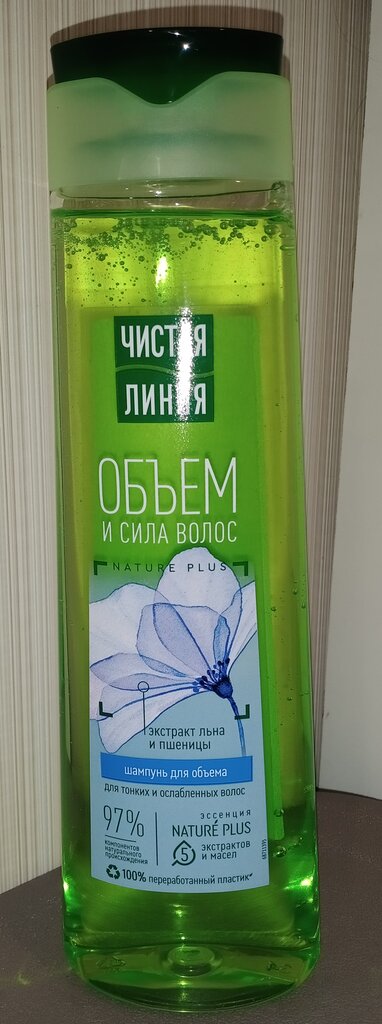 ЧИСТАЯ
ЛИНИЯ
ОБЪЕМ
И СИЛА ВОЛОС
NATURE PLUS
экстракт льна
и пшеницы
шампунь для объема
для тонких и ослабленных волос
97%
компонентов
натурального
происхождения
эссенция
NATURÉ PLUS
5 экстрактов
и масел
100% переработанный пластик